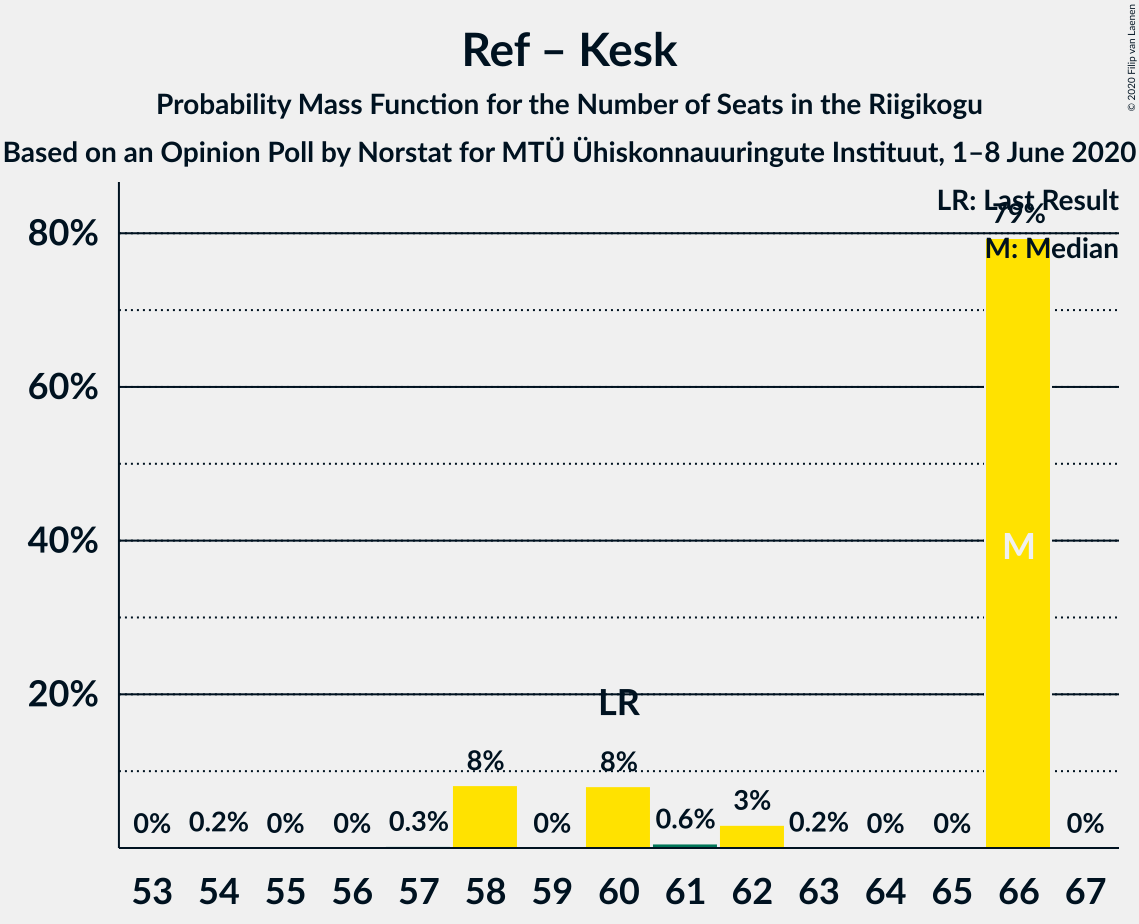 © 2020 Filip van Laenen
Ref – Kesk
Probability Mass Function for the Number of Seats in the Riigikogu
Based on an Opinion Poll by Norstat for MTÜ Ühiskonnauuringute Instituut, 1–8 June 2020
LR: Last Result
79%
80%
M: Median
60%
40%
M
20%
LR
8%
8%
3%
0%
0.2%
0%
0%
0.3%
0%
0.6%
0.2%
0%
0%
0%
53 54 55 56 57 58 59 60 61 62 63 64 65 66 67